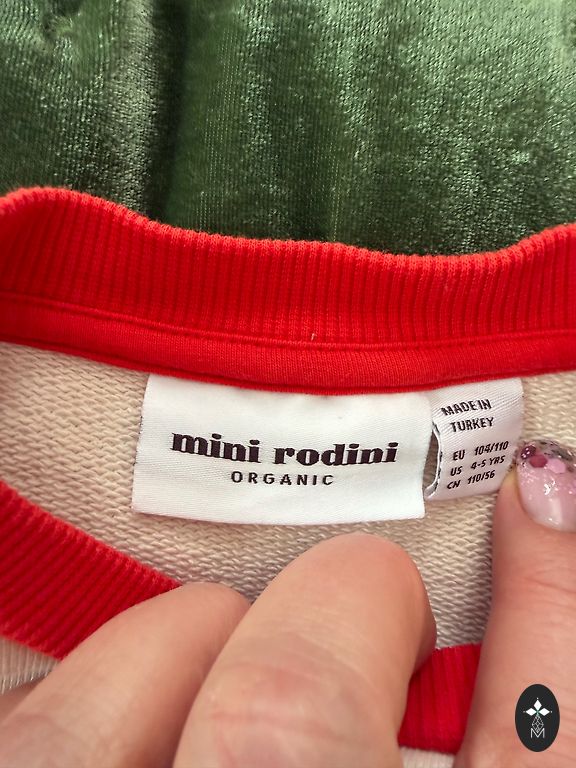 mini rodini
ORGANIC
MADE IN
TURKEY
EU 104/110
US 4-5 YRS
CN 110/56
M